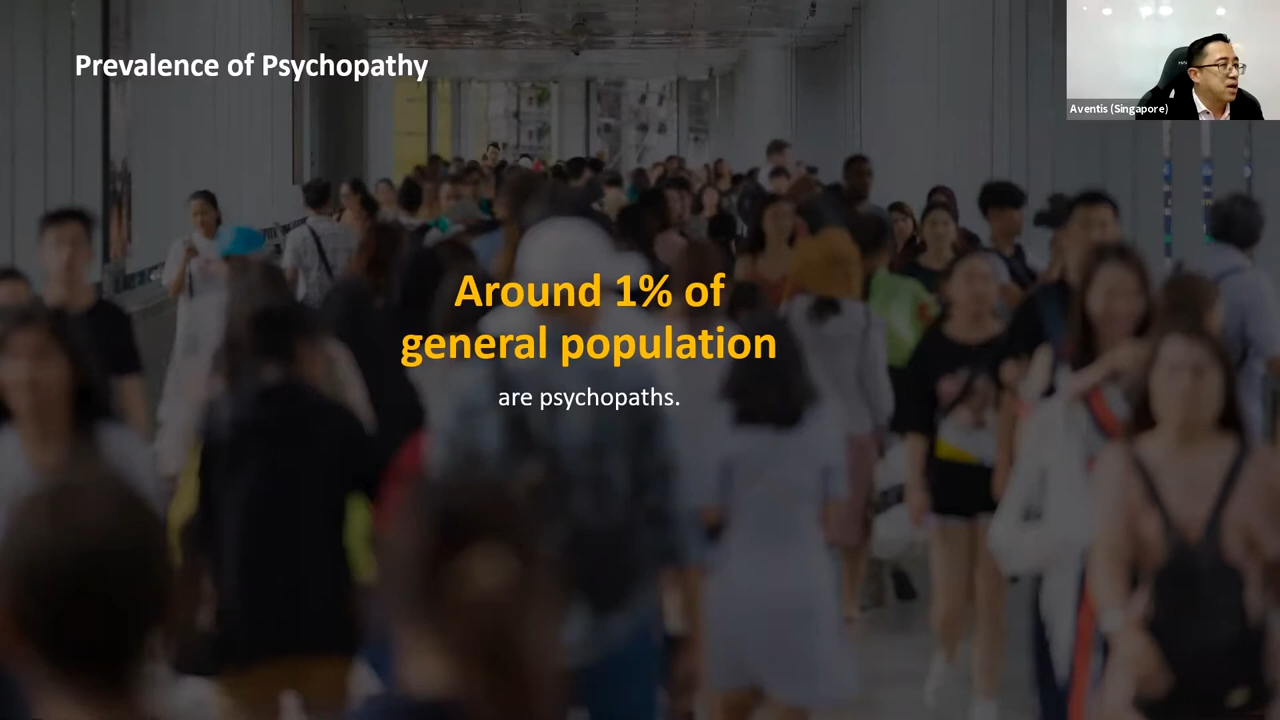 Prevalence of Psychopathy
Aventis (Singapore)
Around 1% of
general population
are psychopaths.